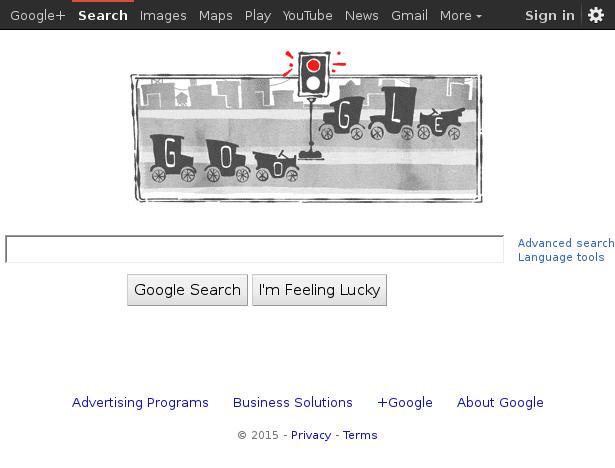 Google+ Search Images Maps Play YouTube News Gmail More Sign in
G L E
G O O
Advanced search
Language tools
Google Search I'm Feeling Lucky
Advertising Programs Business Solutions +Google About Google
© 2015 - Privacy - Terms